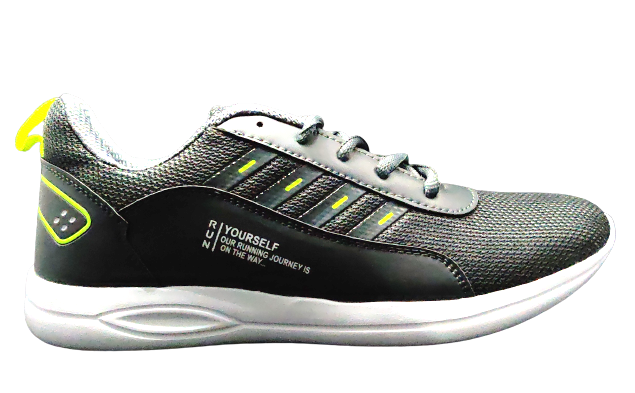 RUN
YOURSELF
OUR RUNNING JOURNEY IS
ON THE WAY...